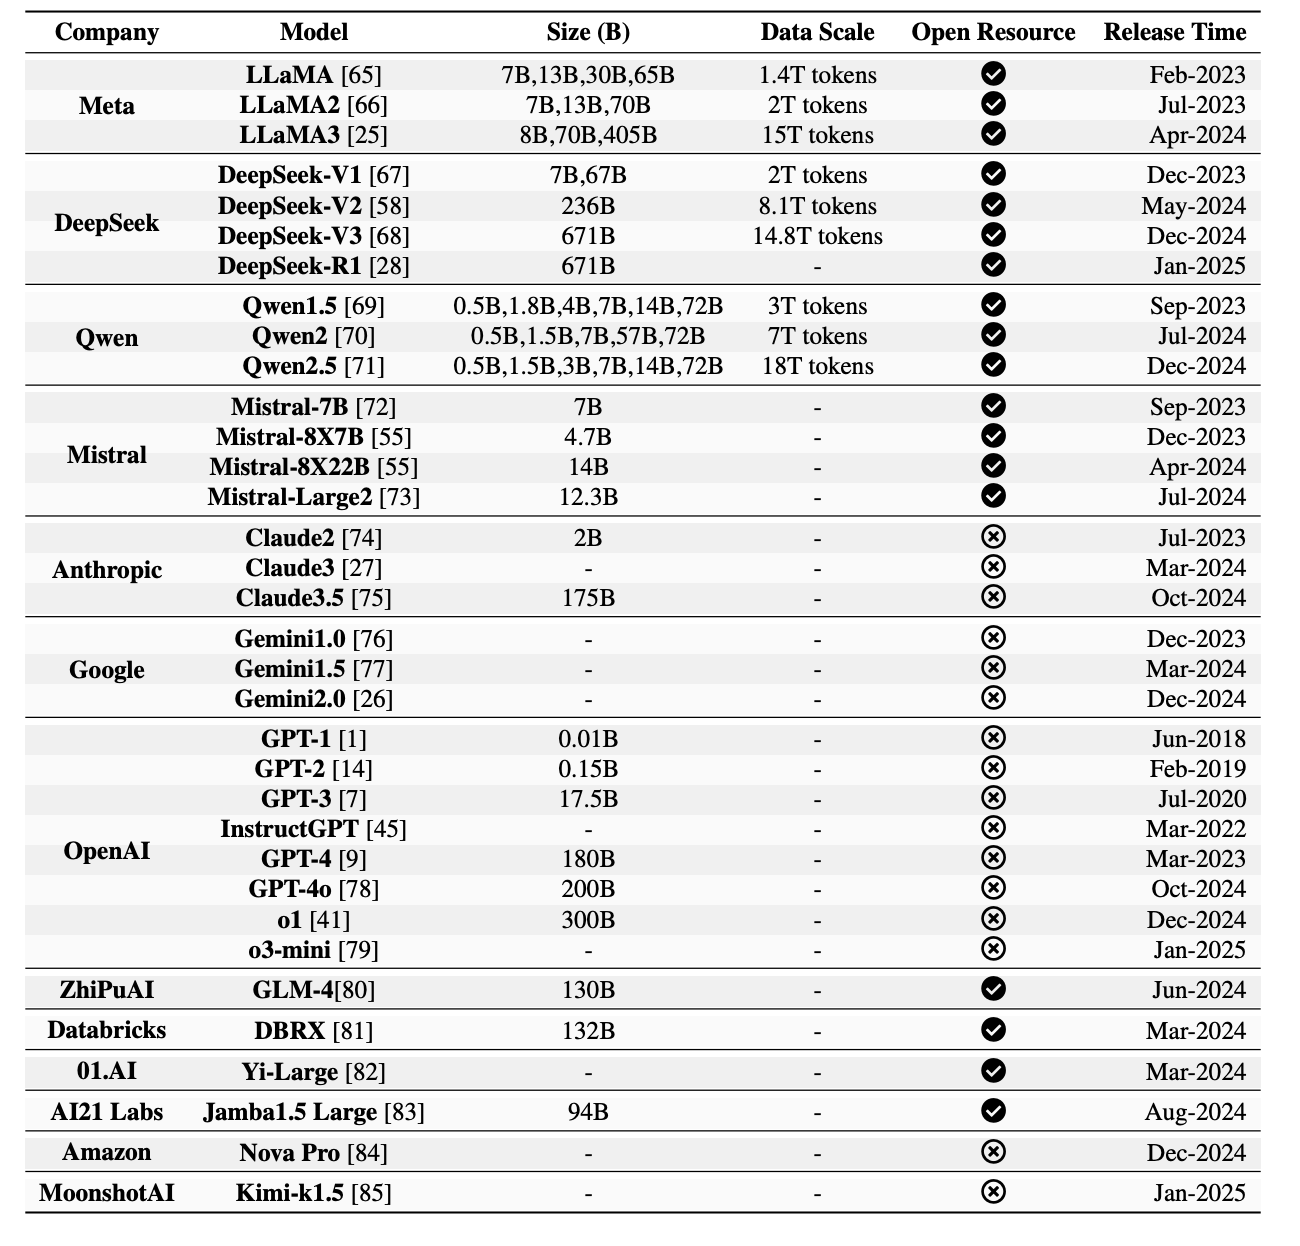 Company Model Size (B) Data Scale Open Resource Release Time
LLaMA [65] 7B,13B,30B,65B 1.4T tokens Feb-2023
Meta LLaMA2 [66] 7B,13B,70B 2T tokens Jul-2023
LLaMA3 [25] 8B,70B,405B 15T tokens Apr-2024
DeepSeek-V1 [67] 7B,67B 2T tokens Dec-2023
DeepSeek-V2 [58] 236B 8.1T tokens May-2024
DeepSeek
DeepSeek-V3 [68] 671B 14.8T tokens Dec-2024
DeepSeek-R1 [28] 671B - Jan-2025
Qwen1.5 [69] 0.5B,1.8B,4B,7B,14B,72B 3T tokens Sep-2023
Qwen Qwen2 [70] 0.5B,1.5B,7B,57B,72B 7T tokens Jul-2024
Qwen2.5 [71] 0.5B,1.5B,3B,7B,14B,72B 18T tokens Dec-2024
Mistral-7B [72] 7B - Sep-2023
Mistral-8X7B [55] 4.7B - Dec-2023
Mistral
Mistral-8X22B [55] 14B - Apr-2024
Mistral-Large2 [73] 12.3B - Jul-2024
Claude2 [74] 2B - Jul-2023
Anthropic Claude3 [27] - - Mar-2024
Claude3.5 [75] 175B - Oct-2024
Gemini1.0 [76] - - Dec-2023
Google Gemini1.5 [77] - - Mar-2024
Gemini2.0 [26] - - Dec-2024
GPT-1 [1] 0.01B - Jun-2018
GPT-2 [14] 0.15B - Feb-2019
GPT-3 [7] 17.5B - Jul-2020
InstructGPT [45] - - Mar-2022
OpenAI
GPT-4 [9] 180B - Mar-2023
GPT-4o [78] 200B - Oct-2024
o1 [41] 300B - Dec-2024
o3-mini [79] - - Jan-2025
ZhiPuAI GLM-4[80] 130B - Jun-2024
Databricks DBRX [81] 132B - Mar-2024
01.AI Yi-Large [82] - - Mar-2024
AI21 Labs Jamba1.5 Large [83] 94B - Aug-2024
Amazon Nova Pro [84] - - Dec-2024
MoonshotAI Kimi-k1.5 [85] - - Jan-2025